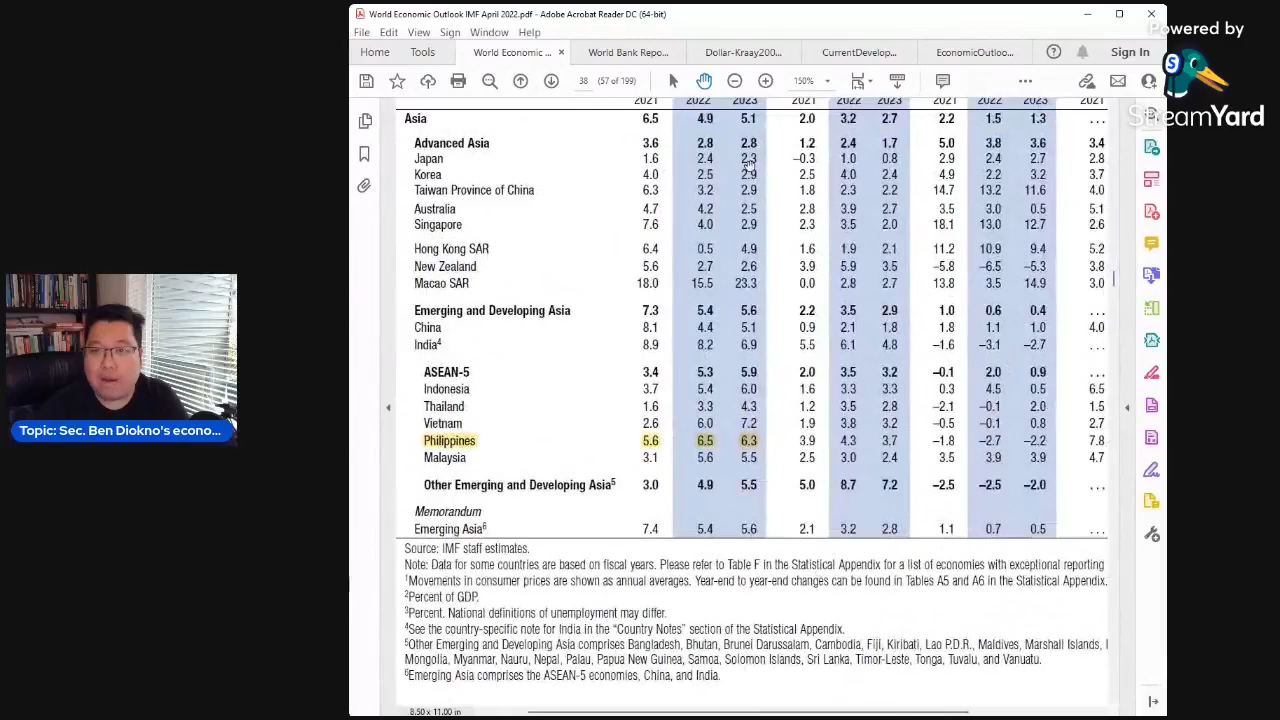 World Economic Outlook IMF April 2022.pdf - Adobe Acrobat Reader DC (64-bit)
Powered by
StreamYard
File Edit View Sign Window Help
Home Tools World Economic ... × World Bank Repo... Dollar-Kraay200... CurrentDevelop... EconomicOutloo... Sign In
38 (57 of 199) 150%
2021 2022 2023 2021 2022 2023 2021 2022 2023 2021
Asia 6.5 4.9 5.1 2.0 3.2 2.7 2.2 1.5 1.3 . . .
Advanced Asia 3.6 2.8 2.8 1.2 2.4 1.7 5.0 3.8 3.6 3.4
Japan 1.6 2.4 2.3 –0.3 1.0 0.8 2.9 2.4 2.7 2.8
Korea 4.0 2.5 2.9 2.5 4.0 2.4 4.9 2.2 3.2 3.7
Taiwan Province of China 6.3 3.2 2.9 1.8 2.3 2.2 14.7 13.2 11.6 4.0
Australia 4.7 4.2 2.5 2.8 3.9 2.7 3.5 3.0 0.5 5.1
Singapore 7.6 4.0 2.9 2.3 3.5 2.0 18.1 13.0 12.7 2.6
Hong Kong SAR 6.4 0.5 4.9 1.6 1.9 2.1 11.2 10.9 9.4 5.2
New Zealand 5.6 2.7 2.6 3.9 5.9 3.5 –5.8 –6.5 –5.3 3.8
Macao SAR 18.0 15.5 23.3 0.0 2.8 2.7 13.8 3.5 14.9 3.0
Emerging and Developing Asia 7.3 5.4 5.6 2.2 3.5 2.9 1.0 0.6 0.4 . . .
China 8.1 4.4 5.1 0.9 2.1 1.8 1.8 1.1 1.0 4.0
India⁴ 8.9 8.2 6.9 5.5 6.1 4.8 –1.6 –3.1 –2.7 . . .
ASEAN-5 3.4 5.3 5.9 2.0 3.5 3.2 –0.1 2.0 0.9 . . .
Indonesia 3.7 5.4 6.0 1.6 3.3 3.3 0.3 4.5 0.5 6.5
Thailand 1.6 3.3 4.3 1.2 3.5 2.8 –2.1 –0.1 2.0 1.5
Vietnam 2.6 6.0 7.2 1.9 3.8 3.2 –0.5 –0.1 0.8 2.7
Philippines 5.6 6.5 6.3 3.9 4.3 3.7 –1.8 –2.7 –2.2 7.8
Malaysia 3.1 5.6 5.5 2.5 3.0 2.4 3.5 3.9 3.9 4.7
Other Emerging and Developing Asia⁵ 3.0 4.9 5.5 5.0 8.7 7.2 –2.5 –2.5 –2.0 . . .
Memorandum
Emerging Asia⁶ 7.4 5.4 5.6 2.1 3.2 2.8 1.1 0.7 0.5 . . .
Source: IMF staff estimates.
Note: Data for some countries are based on fiscal years. Please refer to Table F in the Statistical Appendix for a list of economies with exceptional reporting
¹Movements in consumer prices are shown as annual averages. Year-end to year-end changes can be found in Tables A5 and A6 in the Statistical Appendix.
²Percent of GDP.
³Percent. National definitions of unemployment may differ.
⁴See the country-specific note for India in the “Country Notes” section of the Statistical Appendix.
⁵Other Emerging and Developing Asia comprises Bangladesh, Bhutan, Brunei Darussalam, Cambodia, Fiji, Kiribati, Lao P.D.R., Maldives, Marshall Islands,
Mongolia, Myanmar, Nauru, Nepal, Palau, Papua New Guinea, Samoa, Solomon Islands, Sri Lanka, Timor-Leste, Tonga, Tuvalu, and Vanuatu.
⁶Emerging Asia comprises the ASEAN-5 economies, China, and India.
8.50 x 11.00 in
Topic: Sec. Ben Diokno's econo...